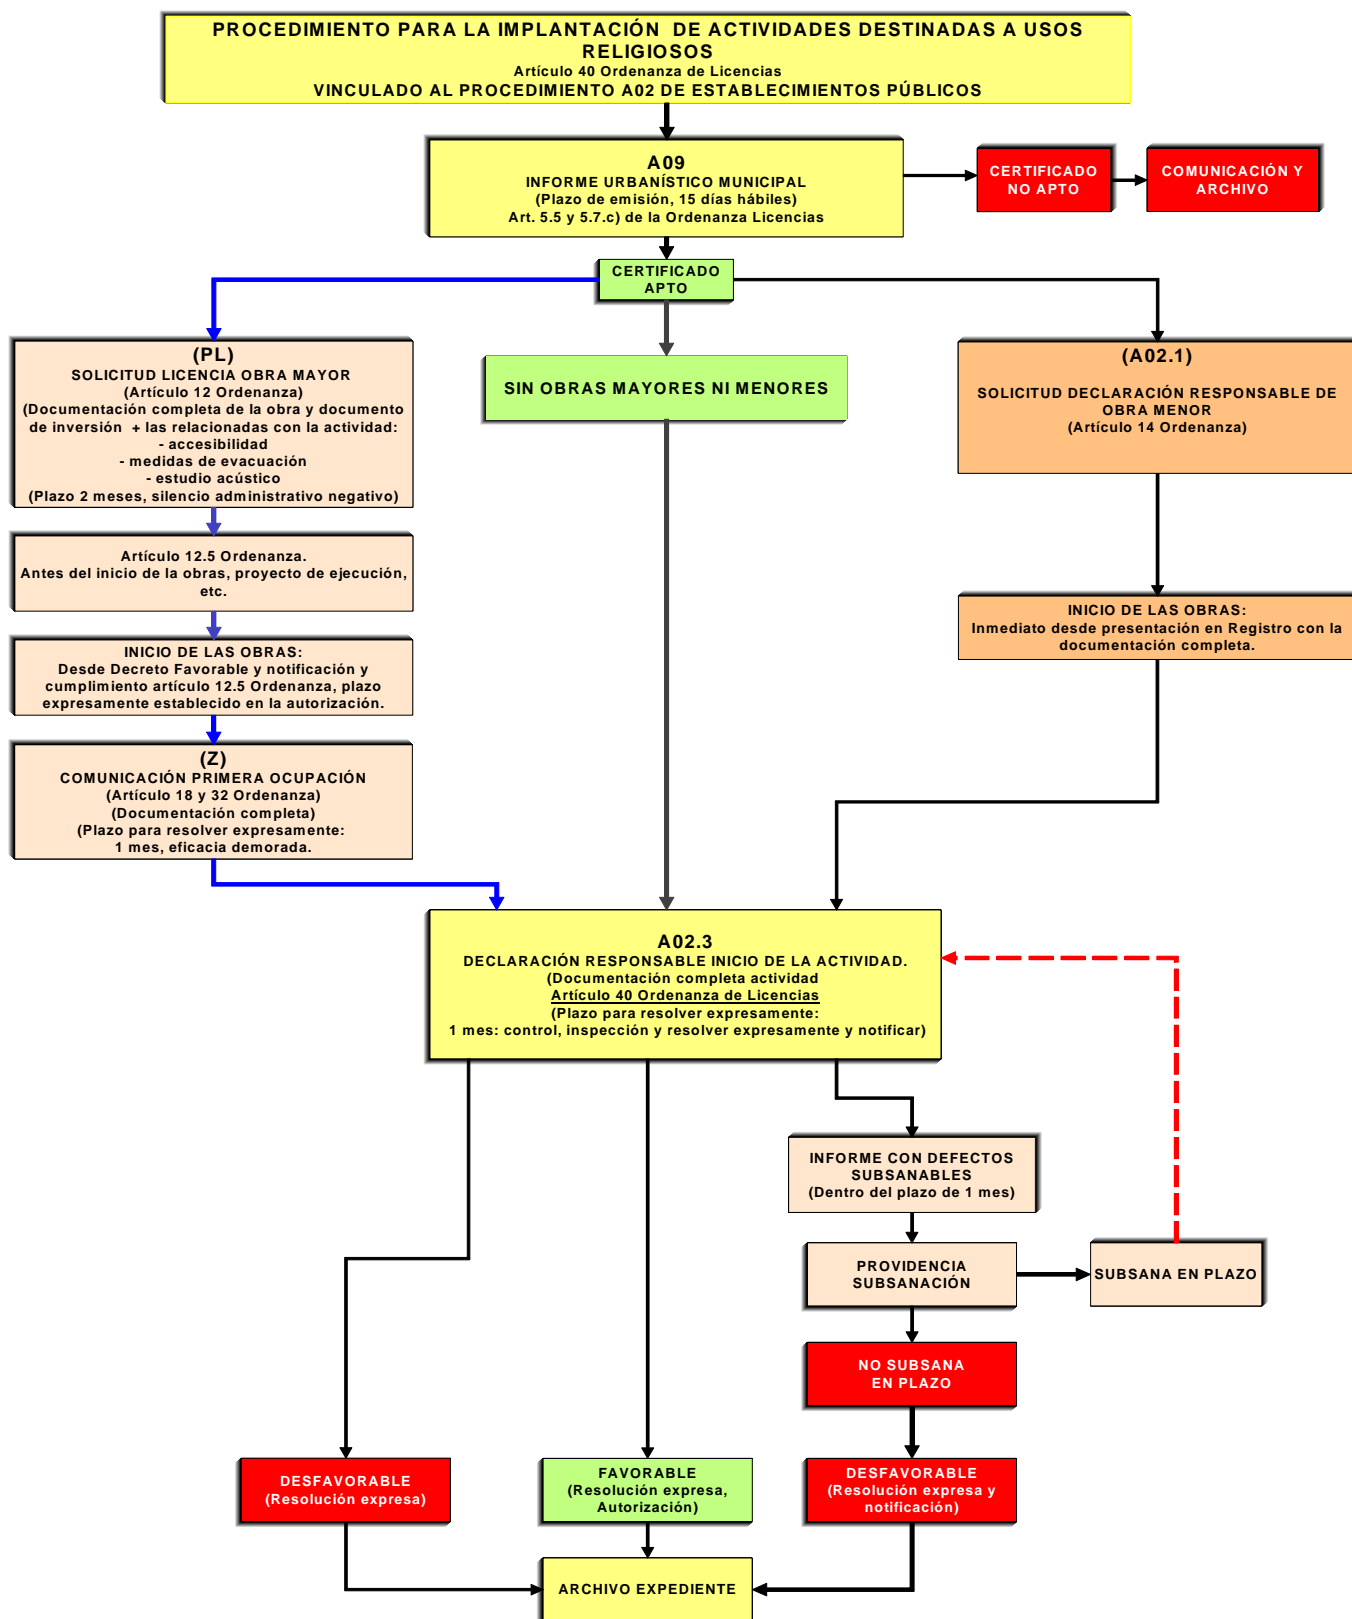 PROCEDIMIENTO PARA LA IMPLANTACIÓN DE ACTIVIDADES DESTINADAS A USOS
RELIGIOSOS
Artículo 40 Ordenanza de Licencias
VINCULADO AL PROCEDIMIENTO A02 DE ESTABLECIMIENTOS PÚBLICOS
A09
INFORME URBANÍSTICO MUNICIPAL
(Plazo de emisión, 15 días hábiles)
Art. 5.5 y 5.7.c) de la Ordenanza Licencias
CERTIFICADO
NO APTO
COMUNICACIÓN Y
ARCHIVO
CERTIFICADO
APTO
(PL)
SOLICITUD LICENCIA OBRA MAYOR
(Artículo 12 Ordenanza)
(Documentación completa de la obra y documento
de inversión + las relacionadas con la actividad:
- accesibilidad
- medidas de evacuación
- estudio acústico
(Plazo 2 meses, silencio administrativo negativo)
SIN OBRAS MAYORES NI MENORES
(A02.1)
SOLICITUD DECLARACIÓN RESPONSABLE DE
OBRA MENOR
(Artículo 14 Ordenanza)
Artículo 12.5 Ordenanza.
Antes del inicio de la obras, proyecto de ejecución,
etc.
INICIO DE LAS OBRAS:
Desde Decreto Favorable y notificación y
cumplimiento artículo 12.5 Ordenanza, plazo
expresamente establecido en la autorización.
INICIO DE LAS OBRAS:
Inmediato desde presentación en Registro con la
documentación completa.
(Z)
COMUNICACIÓN PRIMERA OCUPACIÓN
(Artículo 18 y 32 Ordenanza)
(Documentación completa)
(Plazo para resolver expresamente:
1 mes, eficacia demorada.
A02.3
DECLARACIÓN RESPONSABLE INICIO DE LA ACTIVIDAD.
(Documentación completa actividad
Artículo 40 Ordenanza de Licencias
(Plazo para resolver expresamente:
1 mes: control, inspección y resolver expresamente y notificar)
INFORME CON DEFECTOS
SUBSANABLES
(Dentro del plazo de 1 mes)
PROVIDENCIA
SUBSANACIÓN
SUBSANA EN PLAZO
NO SUBSANA
EN PLAZO
DESFAVORABLE
(Resolución expresa)
FAVORABLE
(Resolución expresa,
Autorización)
DESFAVORABLE
(Resolución expresa y
notificación)
ARCHIVO EXPEDIENTE